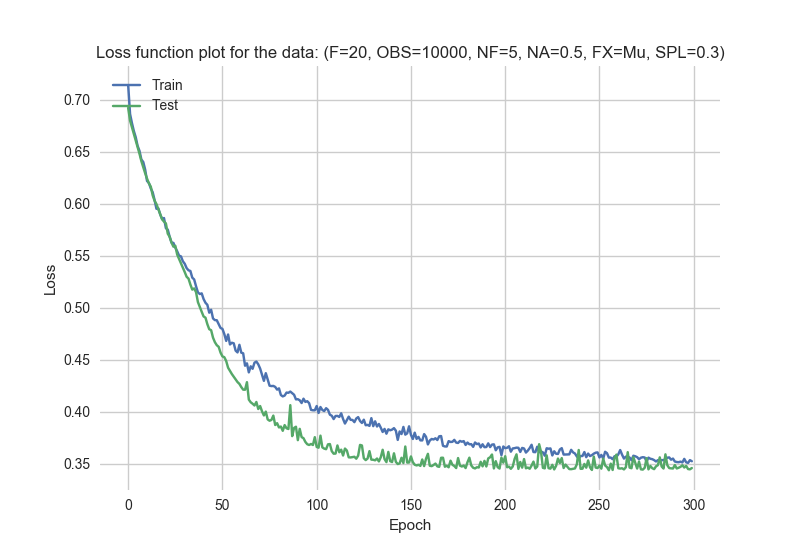 Loss function plot for the data: (F=20, OBS=10000, NF=5, NA=0.5, FX=Mu, SPL=0.3)
Train
Test
0.70
0.65
0.60
0.55
0.50
0.45
0.40
0.35
Loss
0 50 100 150 200 250 300
Epoch